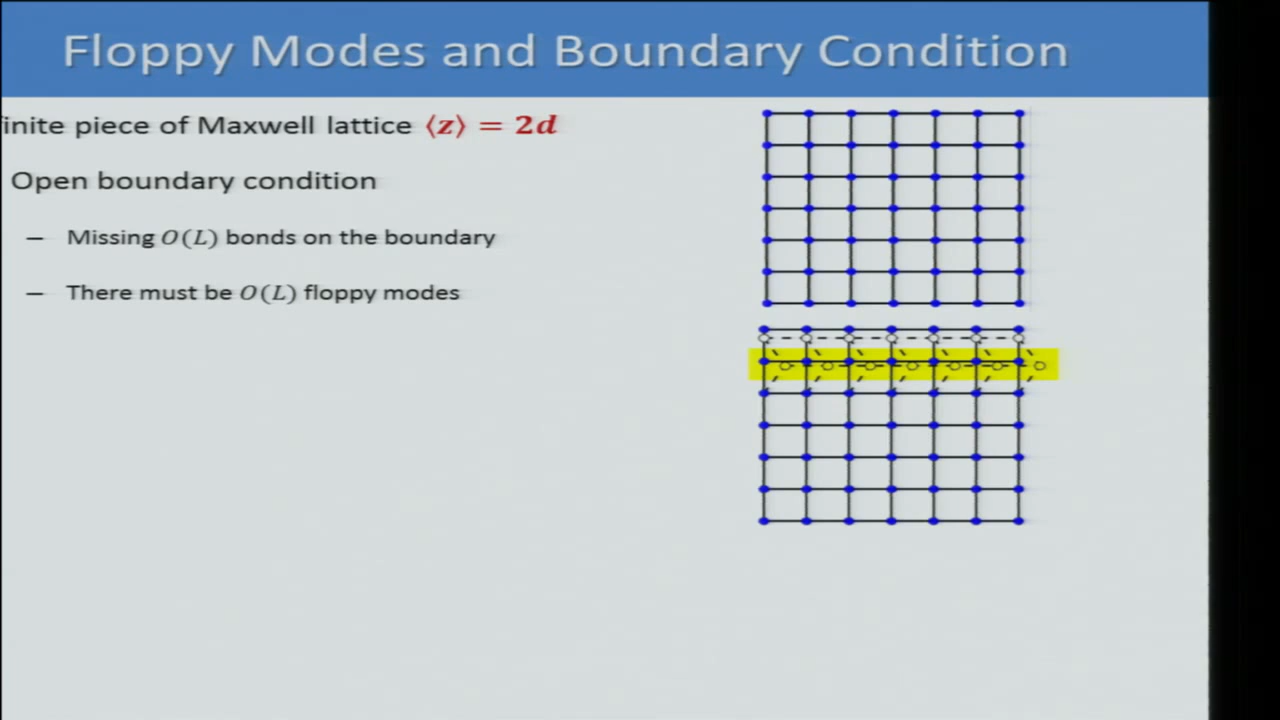 Floppy Modes and Boundary Condition
inite piece of Maxwell lattice ⟨z⟩ = 2d
Open boundary condition
– Missing O(L) bonds on the boundary
– There must be O(L) floppy modes